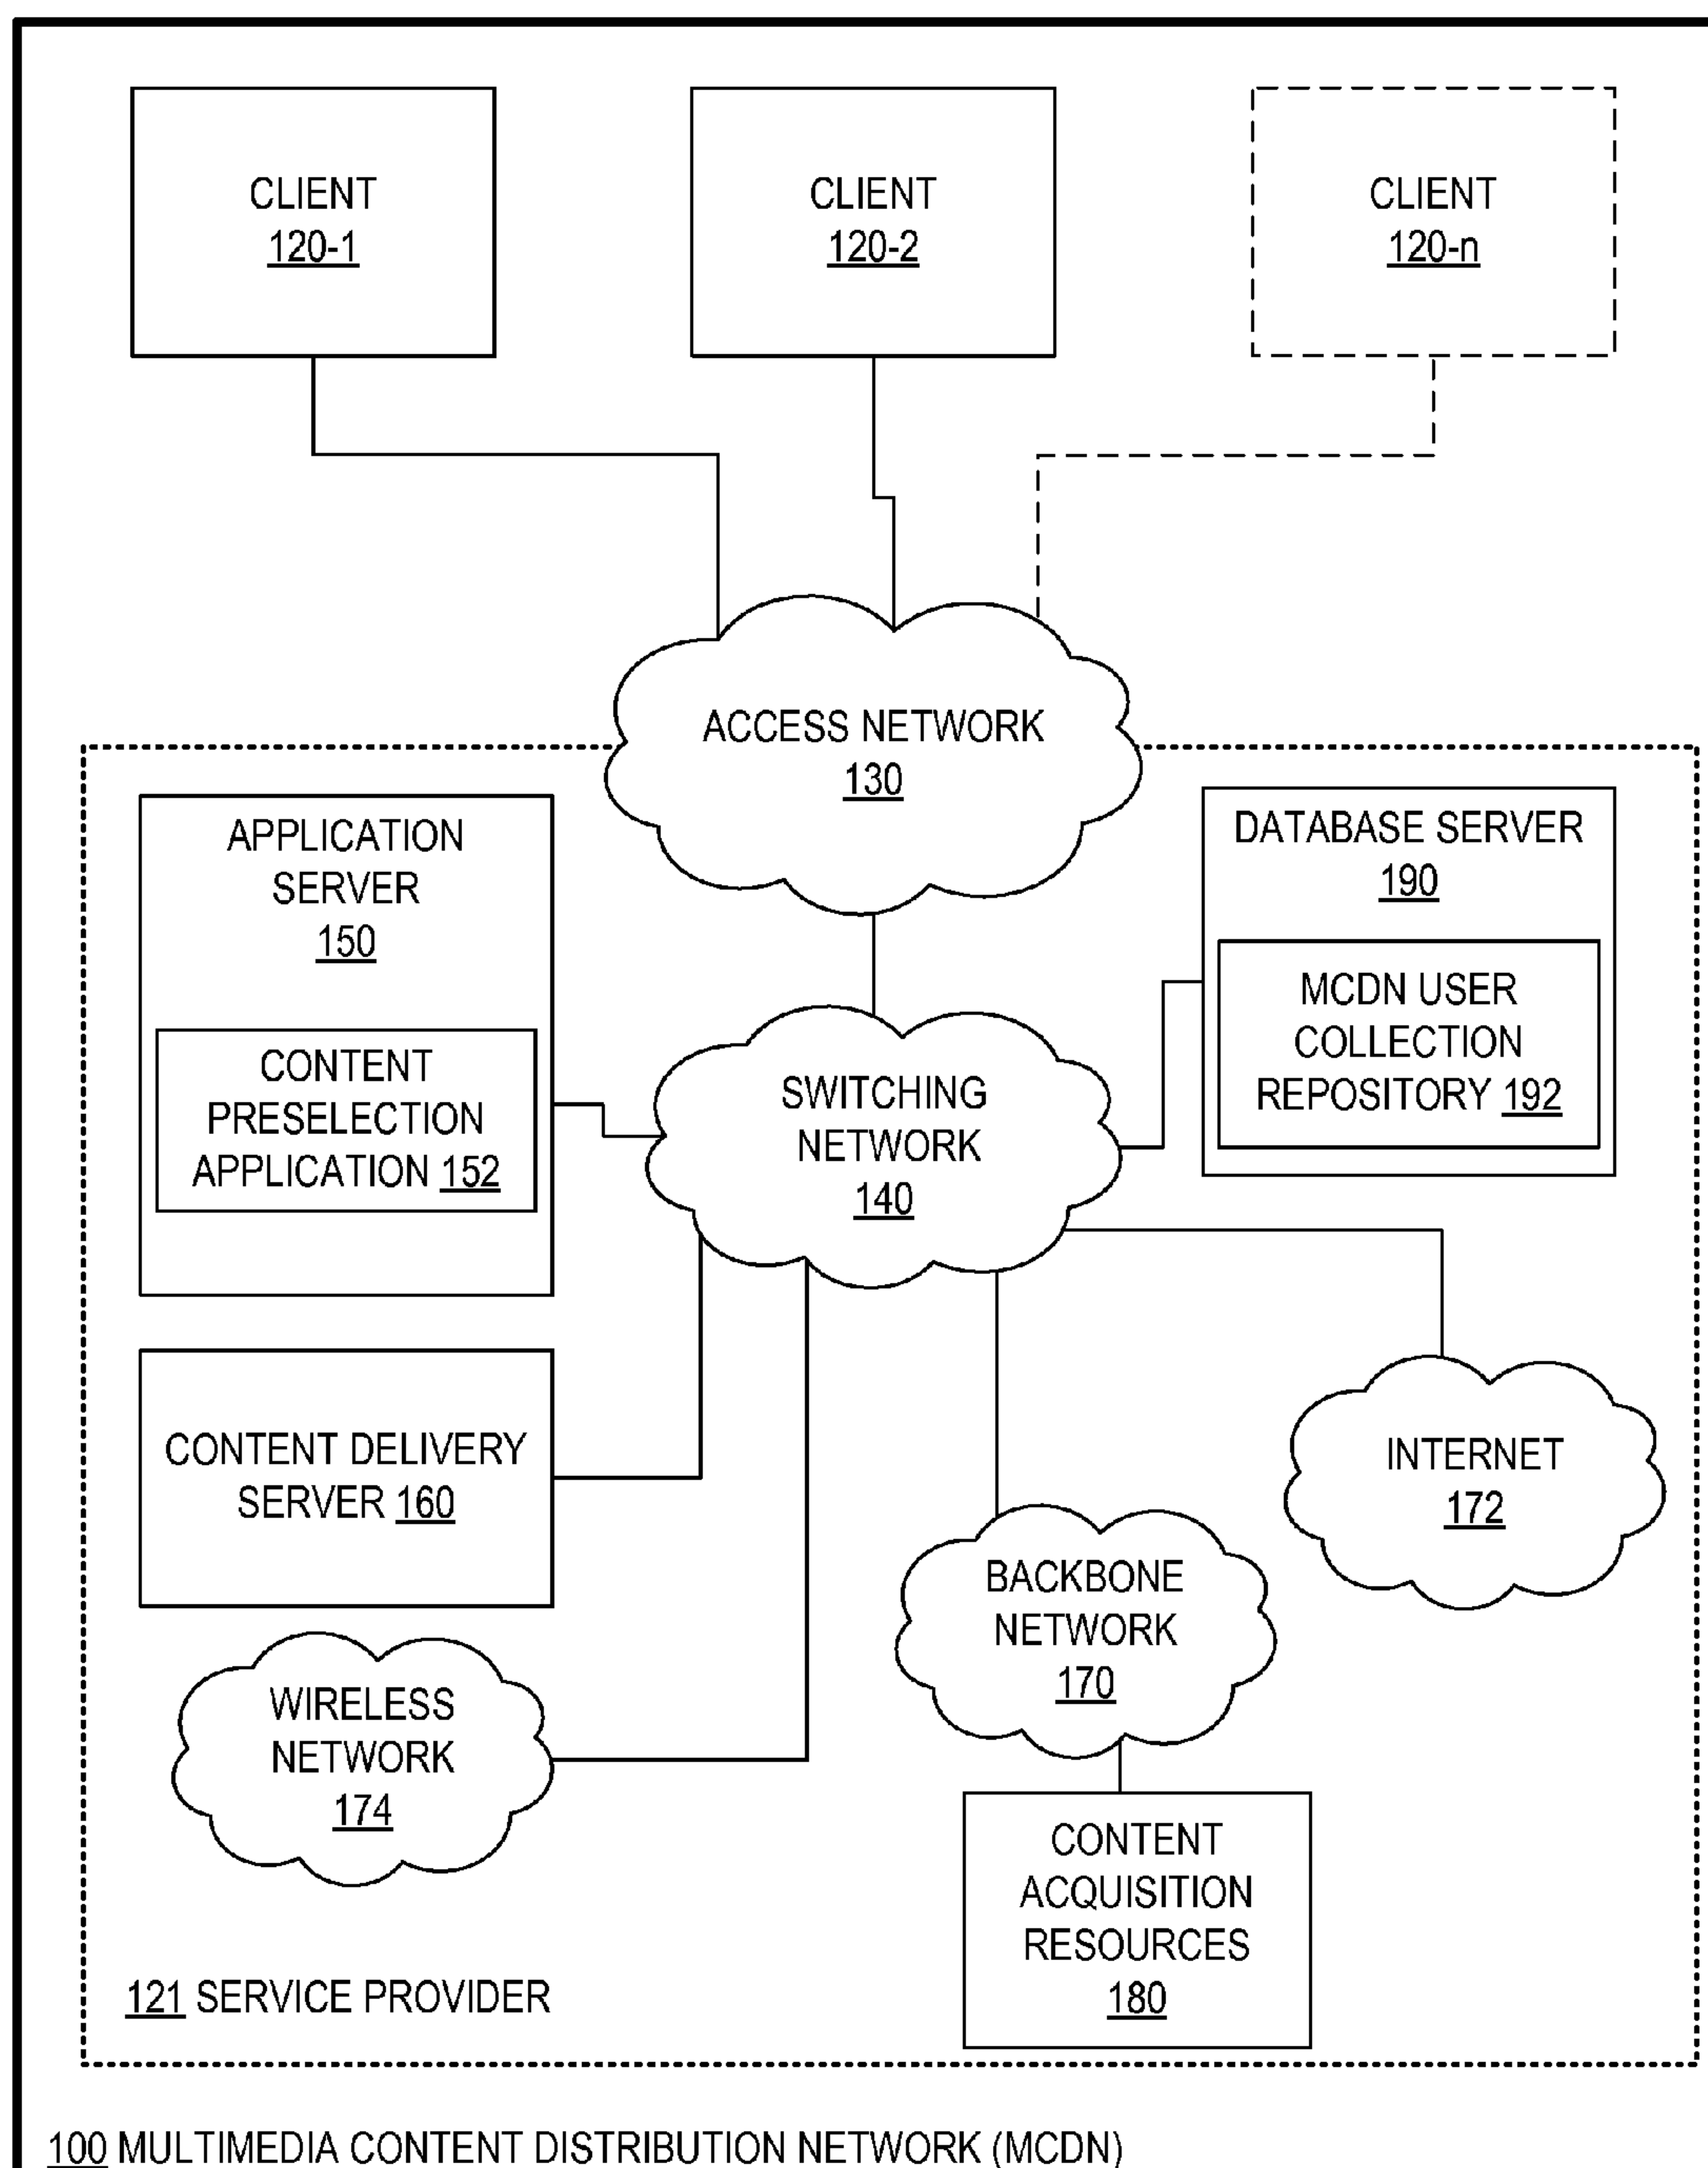 CLIENT
120-1
CLIENT
120-2
CLIENT
120-n
ACCESS NETWORK
130
APPLICATION
SERVER
150
CONTENT
PRESELECTION
APPLICATION 152
DATABASE SERVER
190
MCDN USER
COLLECTION
REPOSITORY 192
SWITCHING
NETWORK
140
CONTENT DELIVERY
SERVER 160
INTERNET
172
BACKBONE
NETWORK
170
WIRELESS
NETWORK
174
CONTENT
ACQUISITION
RESOURCES
180
121 SERVICE PROVIDER
100 MULTIMEDIA CONTENT DISTRIBUTION NETWORK (MCDN)